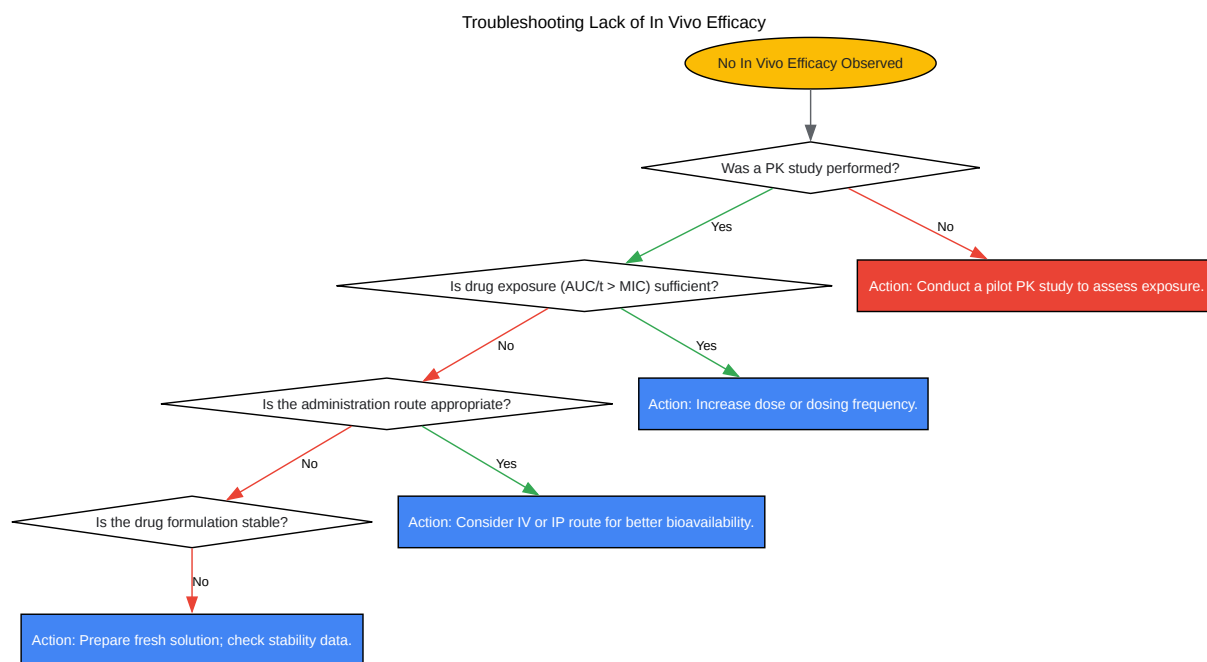 Troubleshooting Lack of In Vivo Efficacy
No In Vivo Efficacy Observed
Was a PK study performed?
Yes
No
Is drug exposure (AUC/t > MIC) sufficient?
Action: Conduct a pilot PK study to assess exposure.
No
Yes
Is the administration route appropriate?
Action: Increase dose or dosing frequency.
No
Yes
Is the drug formulation stable?
Action: Consider IV or IP route for better bioavailability.
No
Action: Prepare fresh solution; check stability data.